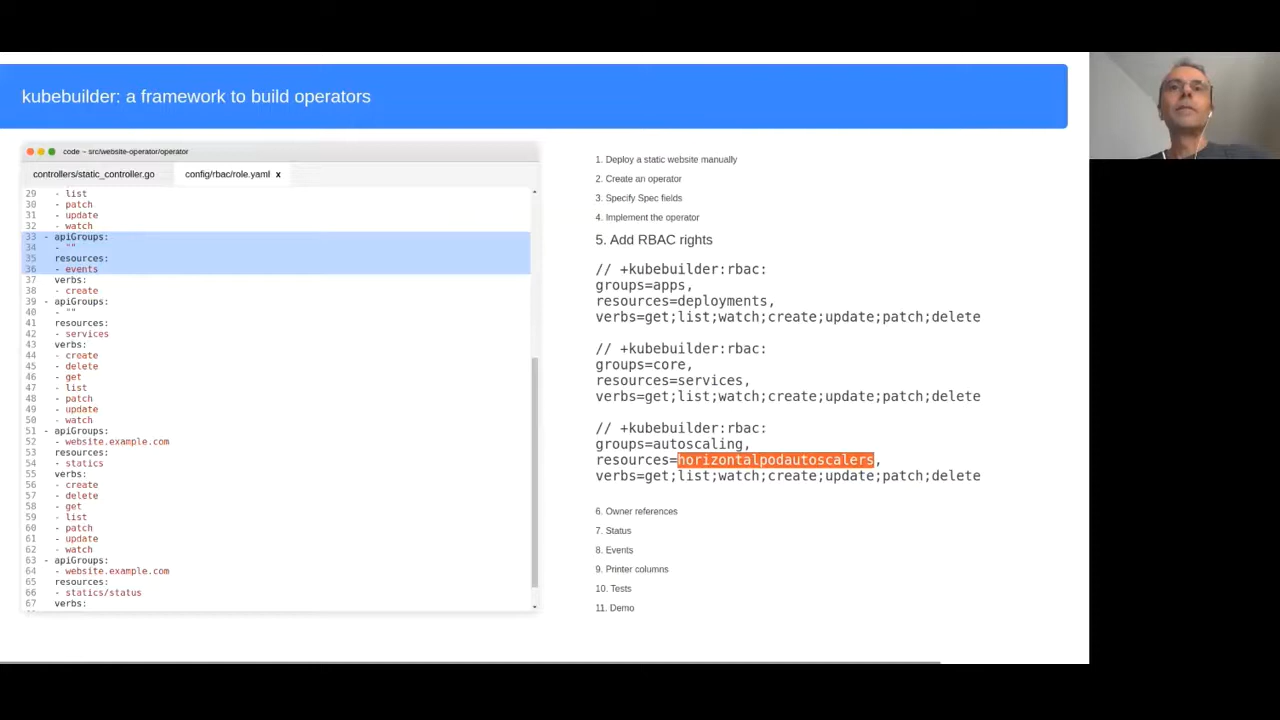 kubebuilder: a framework to build operators
code – src/website-operator/operator
controllers/static_controller.go
config/rbac/role.yaml x
29 - list
30 - patch
31 - update
32 - watch
33 - apiGroups:
34 - ""
35 resources:
36 - events
37 verbs:
38 - create
39 - apiGroups:
40 - ""
41 resources:
42 - services
43 verbs:
44 - create
45 - delete
46 - get
47 - list
48 - patch
49 - update
50 - watch
51 - apiGroups:
52 - website.example.com
53 resources:
54 - statics
55 verbs:
56 - create
57 - delete
58 - get
59 - list
60 - patch
61 - update
62 - watch
63 - apiGroups:
64 - website.example.com
65 resources:
66 - statics/status
67 verbs:
1. Deploy a static website manually
2. Create an operator
3. Specify Spec fields
4. Implement the operator
5. Add RBAC rights
// +kubebuilder:rbac:
groups=apps,
resources=deployments,
verbs=get;list;watch;create;update;patch;delete
// +kubebuilder:rbac:
groups=core,
resources=services,
verbs=get;list;watch;create;update;patch;delete
// +kubebuilder:rbac:
groups=autoscaling,
resources=horizontalpodautoscalers,
verbs=get;list;watch;create;update;patch;delete
6. Owner references
7. Status
8. Events
9. Printer columns
10. Tests
11. Demo